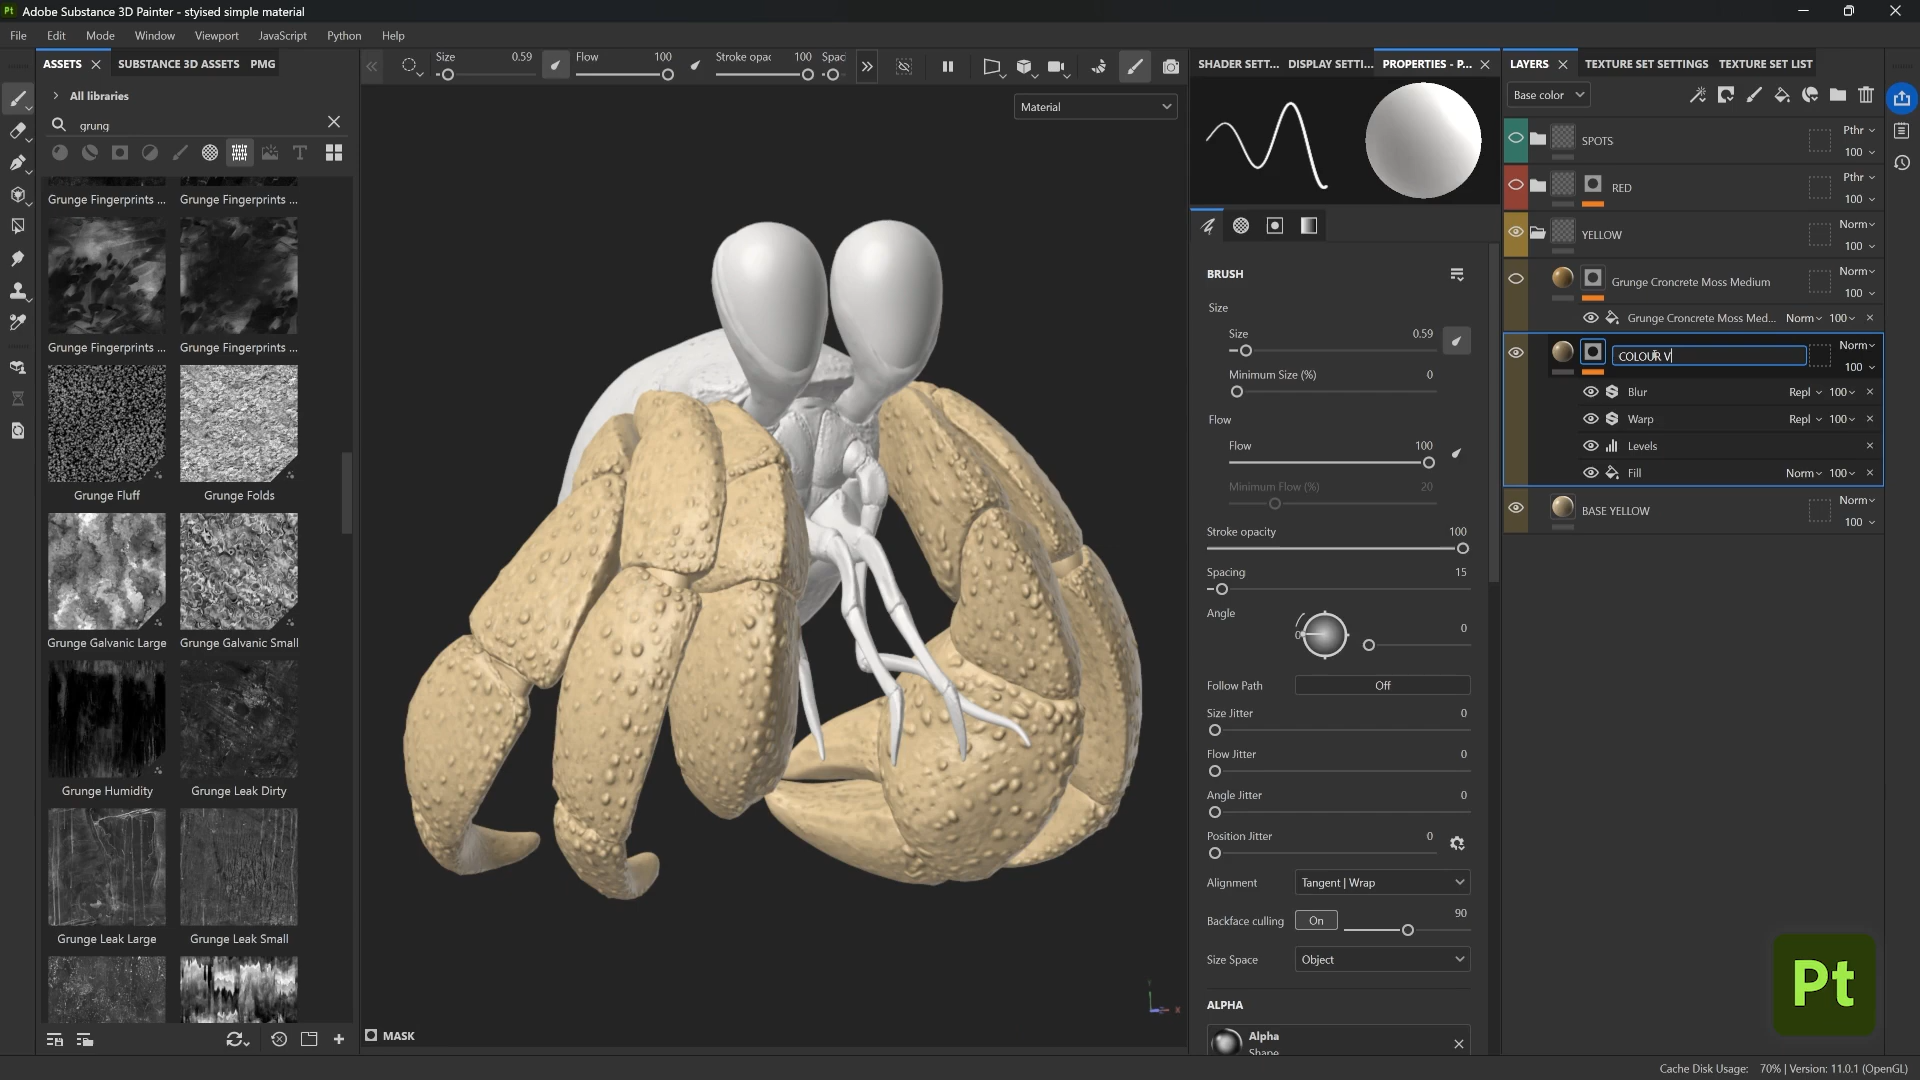 Pt Adobe Substance 3D Painter - styised simple material
File Edit Mode Window Viewport JavaScript Python Help
ASSETS SUBSTANCE 3D ASSETS PMG
All libraries
grung
Grunge Fingerprints ... Grunge Fingerprints ...
Grunge Fingerprints ... Grunge Fingerprints ...
Grunge Fluff Grunge Folds
Grunge Galvanic Large Grunge Galvanic Small
Grunge Humidity Grunge Leak Dirty
Grunge Leak Large Grunge Leak Small
Size 0.59 Flow 100 Stroke opac 100 Spac
Material
MASK
SHADER SETT... DISPLAY SETTI... PROPERTIES - P...
BRUSH
Size
Size 0.59
Minimum Size (%) 0
Flow
Flow 100
Minimum Flow (%) 20
Stroke opacity 100
Spacing 15
Angle
0 0
Follow Path Off
Size Jitter 0
Flow Jitter 0
Angle Jitter 0
Position Jitter 0
Alignment Tangent | Wrap
Backface culling On 90
Size Space Object
ALPHA
Alpha
Shape
LAYERS TEXTURE SET SETTINGS TEXTURE SET LIST
Base color
SPOTS Pthr
100
RED Pthr
100
YELLOW Norm
100
Grunge Croncrete Moss Medium Norm
100
Grunge Croncrete Moss Med... Norm 100
COLOUR V Norm
100
Blur Repl 100
Warp Repl 100
Levels
Fill Norm 100
BASE YELLOW Norm
100
Pt
Cache Disk Usage: 70% | Version: 11.0.1 (OpenGL)